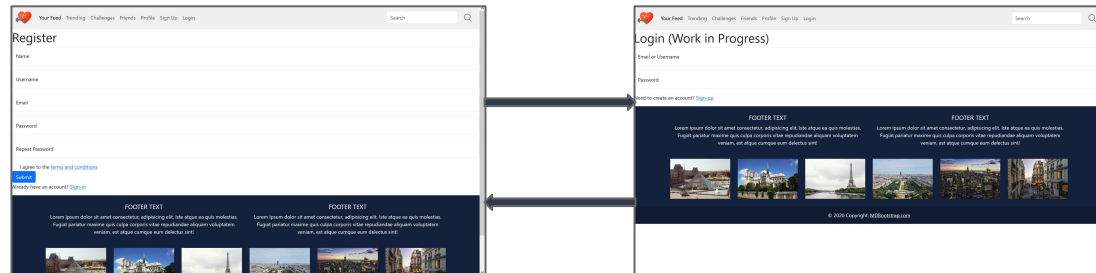 Your Feed Trending Challenges Friends Profile Sign Up Login
Search
Register
Name
Username
Email
Password
Repeat Password
I agree to the terms and conditions
Submit
Already have an account? Sign-in
FOOTER TEXT
Lorem ipsum dolor sit amet consectetur, adipisicing elit. Iste atque ea quis molestias.
Fugiat pariatur maxime quis culpa corporis vitae repudiandae aliquam voluptatem
veniam, est atque cumque eum delectus sint!
FOOTER TEXT
Lorem ipsum dolor sit amet consectetur, adipisicing elit. Iste atque ea quis molestias.
Fugiat pariatur maxime quis culpa corporis vitae repudiandae aliquam voluptatem
veniam, est atque cumque eum delectus sint!
Your Feed Trending Challenges Friends Profile Sign Up Login
Search
Login (Work in Progress)
Email or Username
Password
Need to create an account? Sign-up
FOOTER TEXT
Lorem ipsum dolor sit amet consectetur, adipisicing elit. Iste atque ea quis molestias.
Fugiat pariatur maxime quis culpa corporis vitae repudiandae aliquam voluptatem
veniam, est atque cumque eum delectus sint!
FOOTER TEXT
Lorem ipsum dolor sit amet consectetur, adipisicing elit. Iste atque ea quis molestias.
Fugiat pariatur maxime quis culpa corporis vitae repudiandae aliquam voluptatem
veniam, est atque cumque eum delectus sint!
© 2020 Copyright: MDBootstrap.com